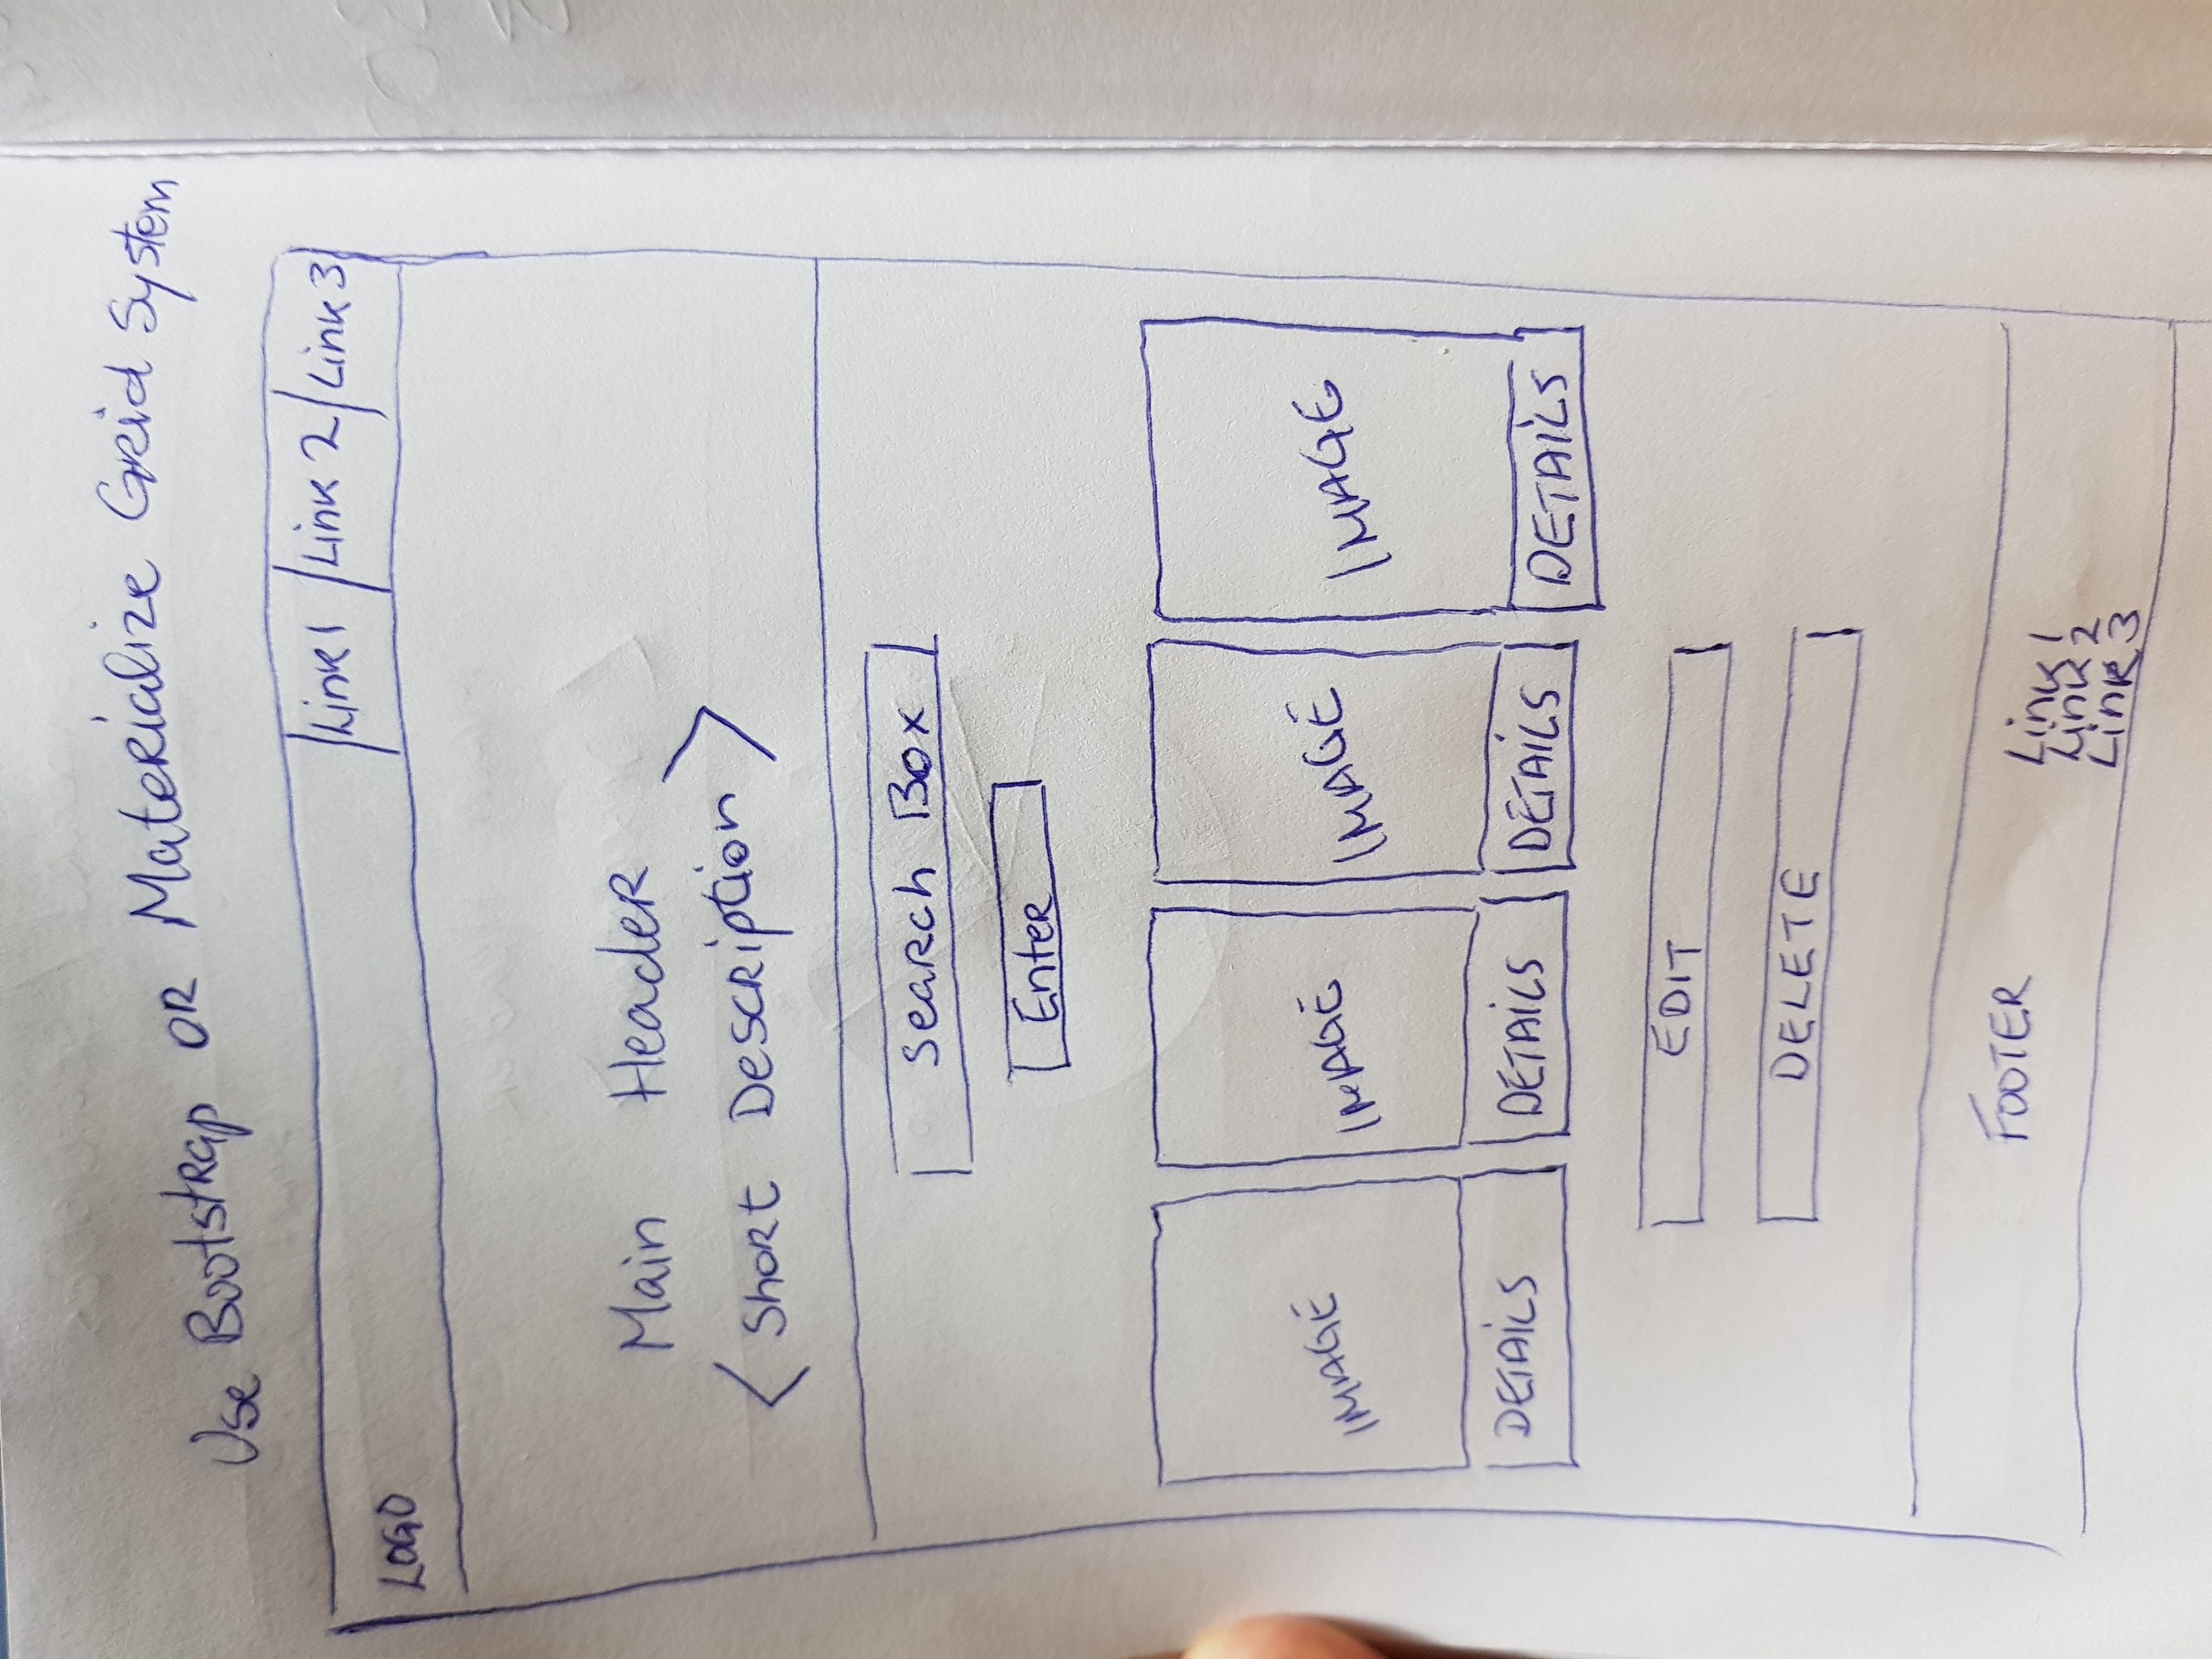 Use Bootstrap or Materialize Grid System
Link 1 Link 2 Link 3
LOGO
Main Header
< Short Description >
Search Box
Enter
IMAGE IMAGE IMAGE IMAGE
DETAILS DETAILS DETAILS DETAILS
EDIT
DELETE
FOOTER
Link 1
Link 2
Link 3